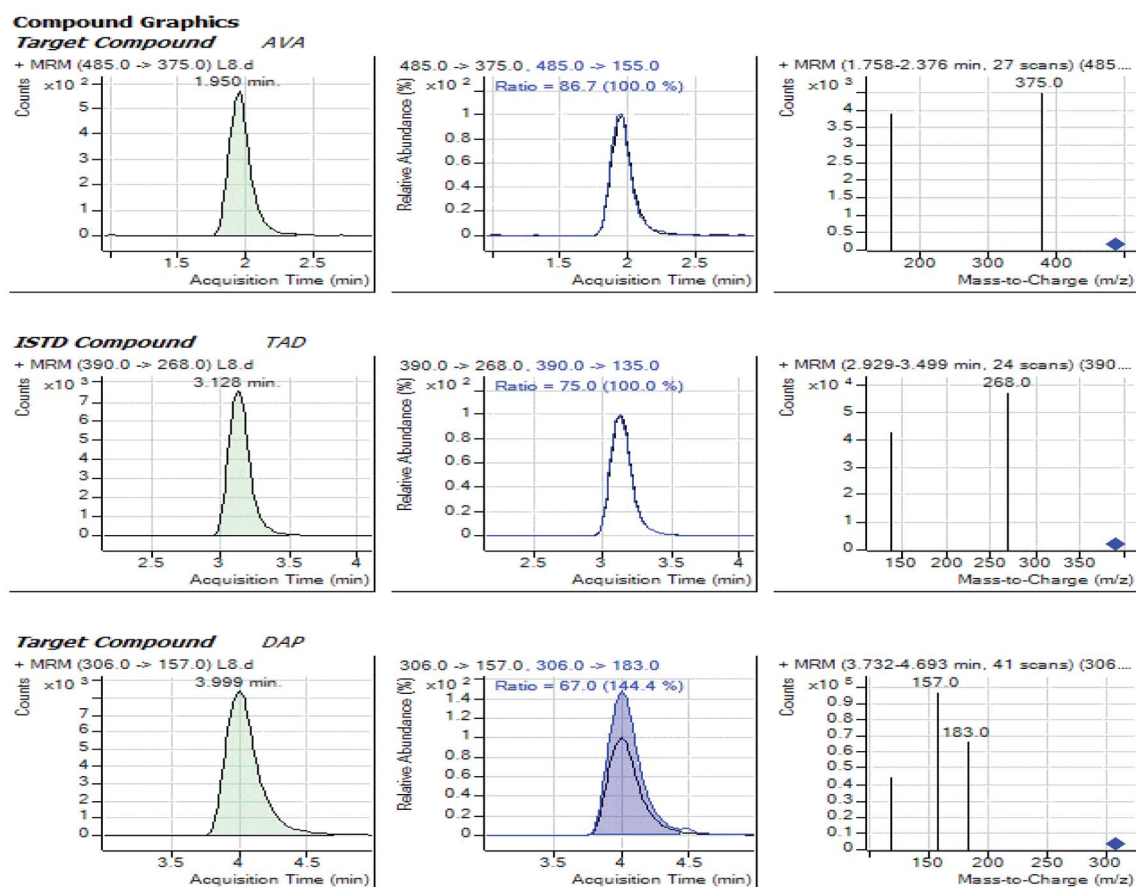 Compound Graphics
Target Compound AVA
+ MRM (485.0 -> 375.0) L8.d
1.950 min.
Counts
x10 2
6
5
4
3
2
1
0
1.5 2 2.5
Acquisition Time (min)
485.0 -> 375.0, 485.0 -> 155.0
Ratio = 86.7 (100.0 %)
Relative Abundance (%)
x10 2
1
0.8
0.6
0.4
0.2
0
1.5 2 2.5
Acquisition Time (min)
+ MRM (1.758-2.376 min, 27 scans) (485....
375.0
Counts
x10 3
4
3.5
3
2.5
2
1.5
1
0.5
0
200 300 400
Mass-to-Charge (m/z)
ISTD Compound TAD
+ MRM (390.0 -> 268.0) L8.d
3.128 min.
Counts
x10 3
7
6
5
4
3
2
1
0
2.5 3 3.5 4
Acquisition Time (min)
390.0 -> 268.0, 390.0 -> 135.0
Ratio = 75.0 (100.0 %)
Relative Abundance (%)
x10 2
1
0.8
0.6
0.4
0.2
0
2.5 3 3.5 4
Acquisition Time (min)
+ MRM (2.929-3.499 min, 24 scans) (390....
268.0
Counts
x10 4
5
4
3
2
1
0
150 200 250 300 350
Mass-to-Charge (m/z)
Target Compound DAP
+ MRM (306.0 -> 157.0) L8.d
3.999 min.
Counts
x10 3
7
6
5
4
3
2
1
0
3.5 4 4.5
Acquisition Time (min)
306.0 -> 157.0, 306.0 -> 183.0
Ratio = 67.0 (144.4 %)
Relative Abundance (%)
x10 2
1.4
1.2
1
0.8
0.6
0.4
0.2
0
3.5 4 4.5
Acquisition Time (min)
+ MRM (3.732-4.693 min, 41 scans) (306....
157.0
183.0
Counts
x10 5
0.9
0.8
0.7
0.6
0.5
0.4
0.3
0.2
0.1
0
150 200 250 300
Mass-to-Charge (m/z)